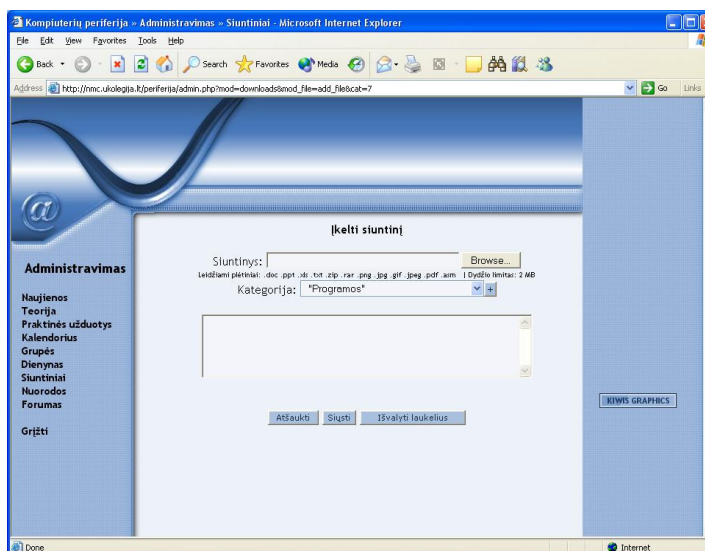 Kompiuterių periferija » Administravimas » Siuntiniai - Microsoft Internet Explorer
File Edit View Favorites Tools Help
Back Search Favorites Media
Address http://nmc.ukolegija.lt/periferija/admin.php?mod=downloads&mod_file=add_file&cat=7 Go Links
@
Įkelti siuntinį
Siuntinys: Browse...
Leidžiami plėtiniai: .doc .ppt .xls .txt .zip .rar .png .jpg .gif .jpeg .pdf .asm | Dydžio limitas: 2 MB
Kategorija: "Programos" +
Administravimas
Naujienos
Teorija
Praktinės užduotys
Kalendorius
Grupės
Dienynas
Siuntiniai
Nuorodos
Forumas
Grįžti
Atšaukti Siųsti Išvalyti laukelius
KIWIS GRAPHICS
Done Internet